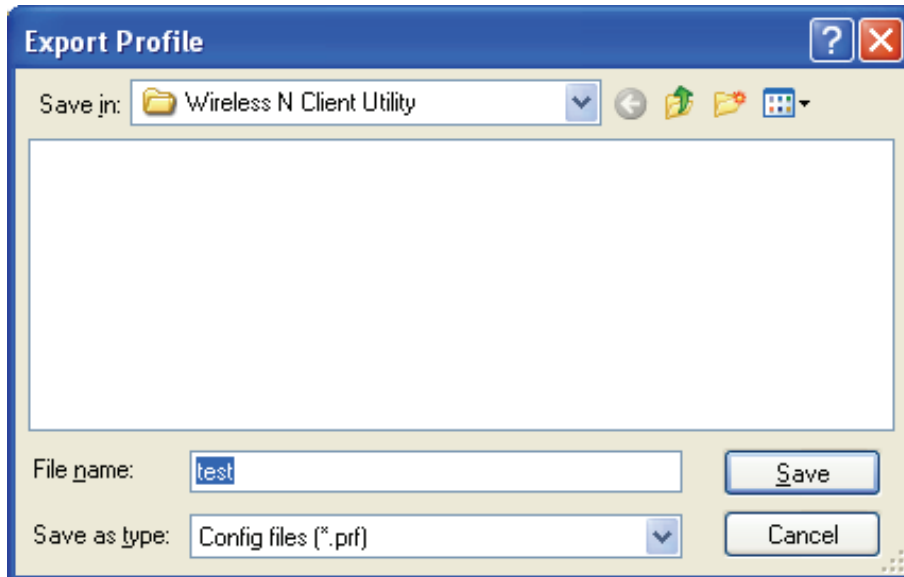 Export Profile
Save in: Wireless N Client Utility
File name: test Save
Save as type: Config files (*.prf) Cancel